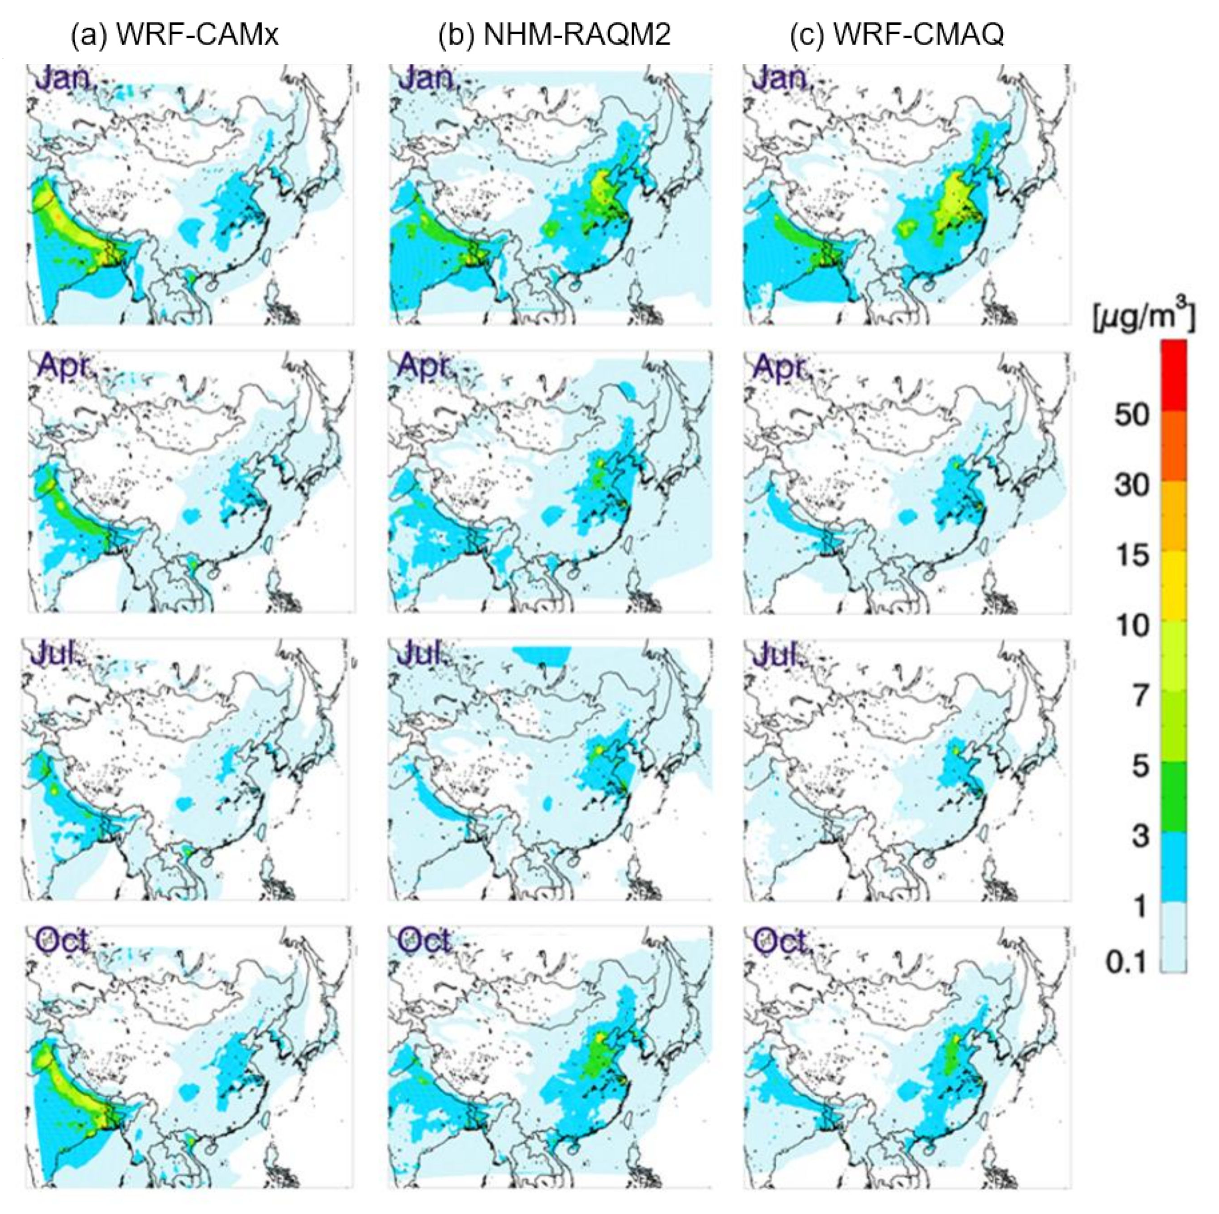 (a) WRF-CAMx (b) NHM-RAQM2 (c) WRF-CMAQ
Jan. Jan. Jan.
[µg/m³]
Apr. Apr. Apr.
50
30
15
10
Jul. Jul. Jul.
7
5
3
1
Oct. Oct. Oct.
0.1